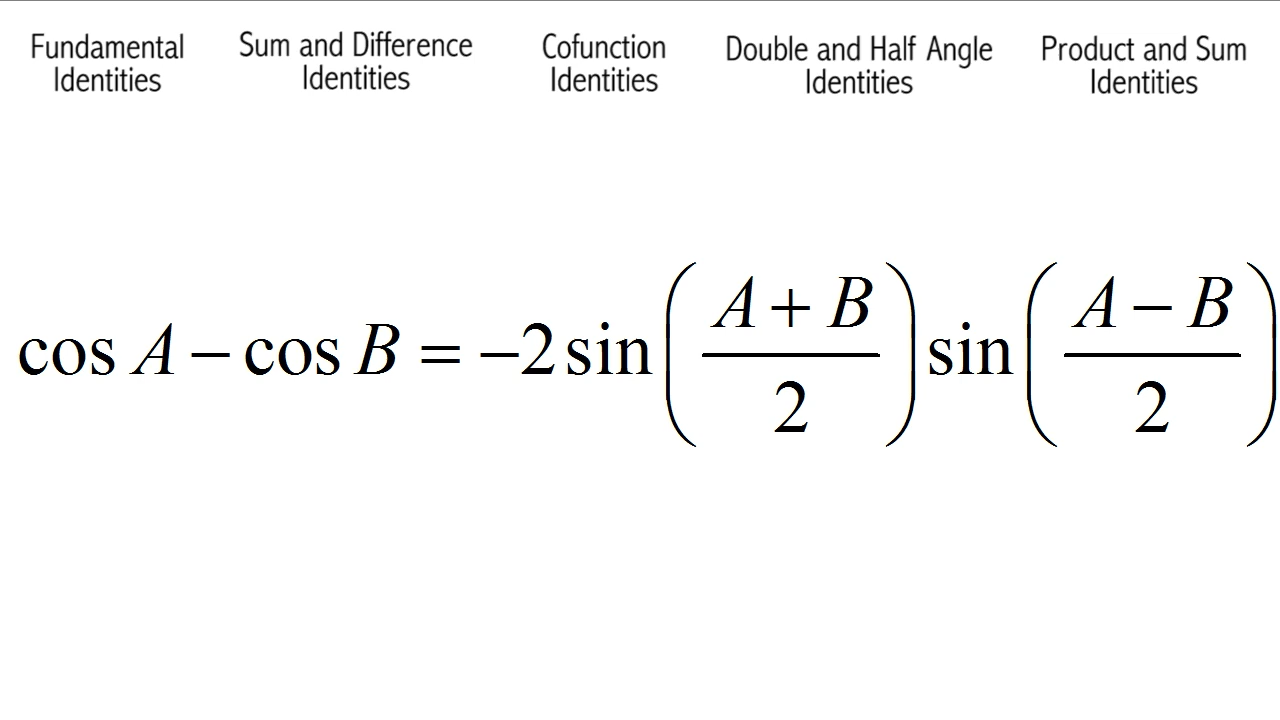 Fundamental
Identities
Sum and Difference
Identities
Cofunction
Identities
Double and Half Angle
Identities
Product and Sum
Identities
cos A − cos B = −2 sin ( (A + B) / 2 ) sin ( (A − B) / 2 )